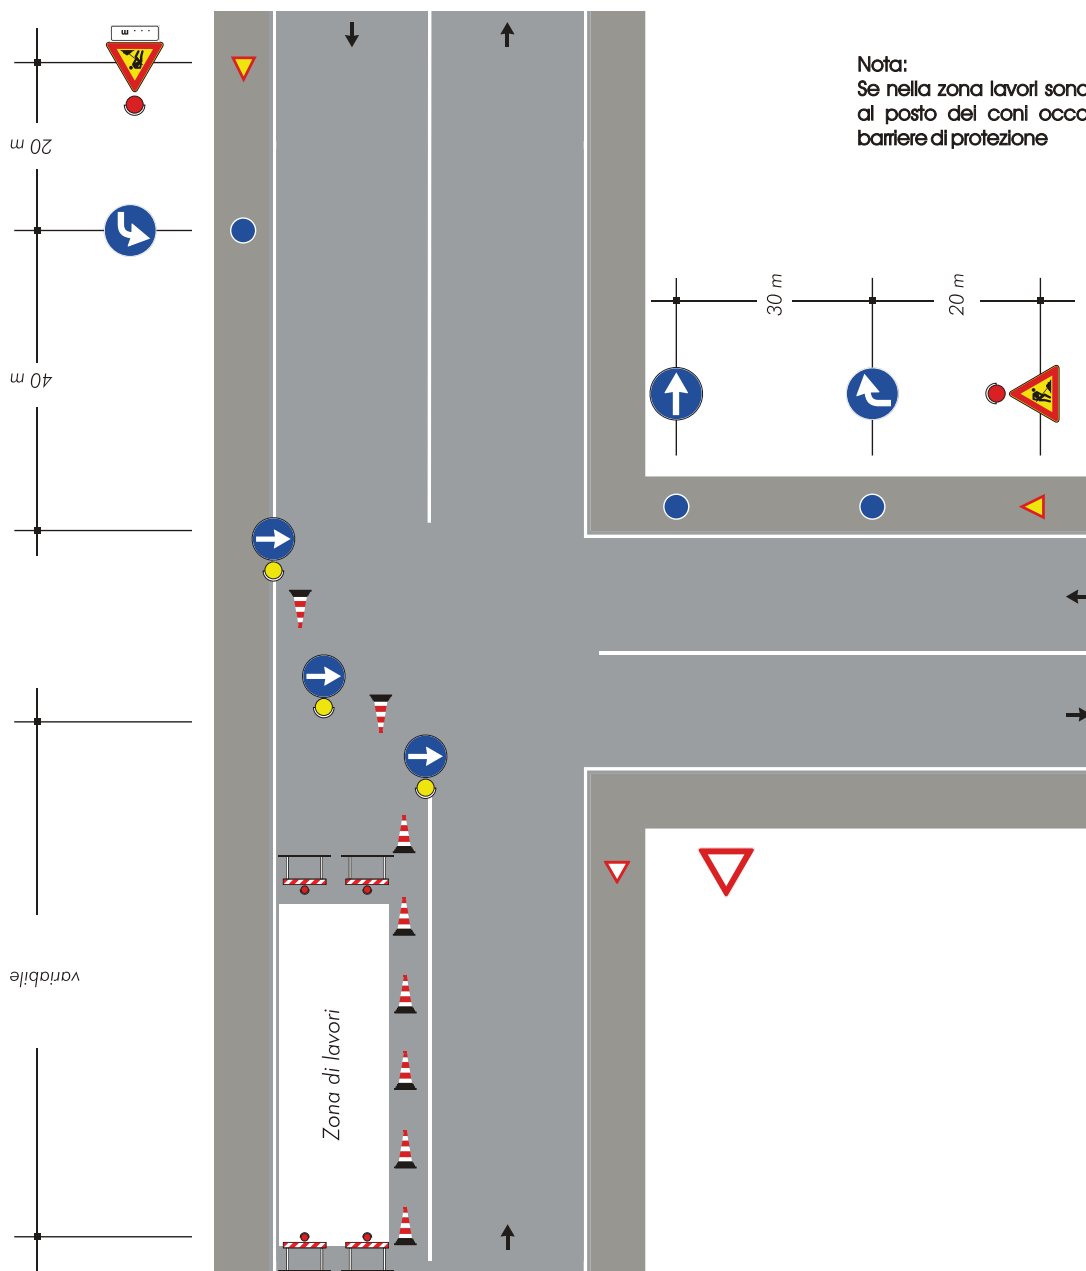 ... m
Nota:
Se nella zona lavori sono
al posto dei coni occo
barriere di protezione
20 m
30 m
20 m
40 m
variabile
Zona di lavori